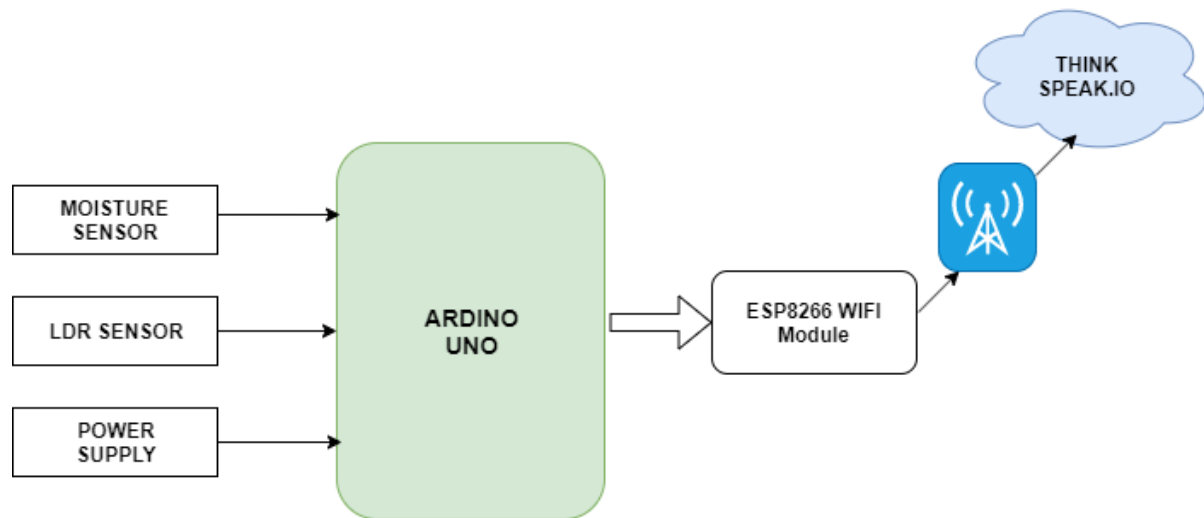 THINK
SPEAK.IO
MOISTURE
SENSOR
LDR SENSOR
POWER
SUPPLY
ARDINO
UNO
ESP8266 WIFI
Module